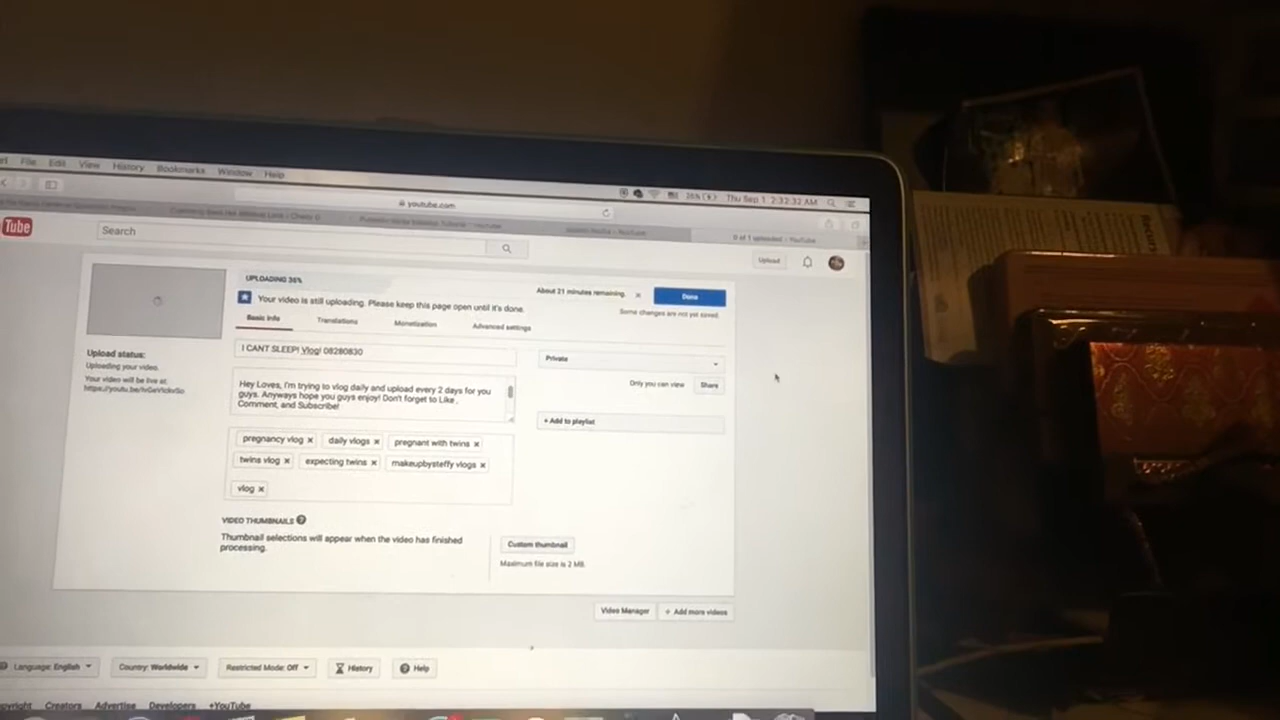 File Edit View History Bookmarks Window Help
26% Thu Sep 1 2:32:32 AM
youtube.com
0 of 1 uploaded - YouTube
Tube
Search
Upload
UPLOADING 36%
About 21 minutes remaining.
Done
Your video is still uploading. Please keep this page open until it's done.
Some changes are not yet saved.
Basic info
Translations
Monetization
Advanced settings
Upload status:
Uploading your video.
Your video will be live at:
I CANT SLEEP! Vlog! 08280830
Private
Only you can view
Share
Hey Loves, I'm trying to vlog daily and upload every 2 days for you
guys. Anyways hope you guys enjoy! Don't forget to Like ,
Comment, and Subscribe!
+ Add to playlist
pregnancy vlog x daily vlogs x pregnant with twins x
twins vlog x expecting twins x makeupbysteffy vlogs x
vlog x
VIDEO THUMBNAILS ?
Thumbnail selections will appear when the video has finished
processing.
Custom thumbnail
Maximum file size is 2 MB.
Video Manager
+ Add more videos
Language: English
Country: Worldwide
Restricted Mode: Off
History
Help
Creators Advertise Developers +YouTube